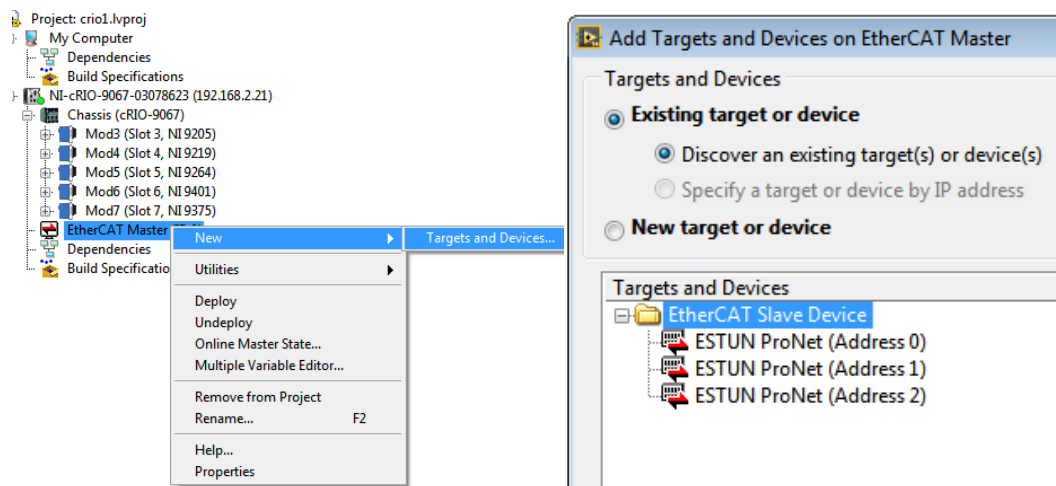 Project: crio1.lvproj
My Computer
Dependencies
Build Specifications
NI-cRIO-9067-03078623 (192.168.2.21)
Chassis (cRIO-9067)
Mod3 (Slot 3, NI 9205)
Mod4 (Slot 4, NI 9219)
Mod5 (Slot 5, NI 9264)
Mod6 (Slot 6, NI 9401)
Mod7 (Slot 7, NI 9375)
EtherCAT Master
Dependencies
Build Specificatio
New
Targets and Devices...
Utilities
Deploy
Undeploy
Online Master State...
Multiple Variable Editor...
Remove from Project
Rename... F2
Help...
Properties
Add Targets and Devices on EtherCAT Master
Targets and Devices
Existing target or device
Discover an existing target(s) or device(s)
Specify a target or device by IP address
New target or device
Targets and Devices
EtherCAT Slave Device
ESTUN ProNet (Address 0)
ESTUN ProNet (Address 1)
ESTUN ProNet (Address 2)